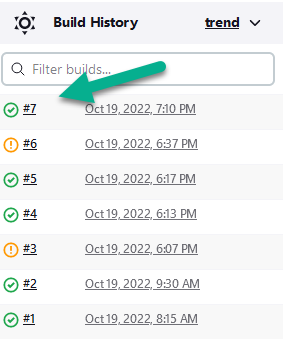 Build History trend
Filter builds...
#7 Oct 19, 2022, 7:10 PM
#6 Oct 19, 2022, 6:37 PM
#5 Oct 19, 2022, 6:17 PM
#4 Oct 19, 2022, 6:13 PM
#3 Oct 19, 2022, 6:07 PM
#2 Oct 19, 2022, 9:30 AM
#1 Oct 19, 2022, 8:15 AM